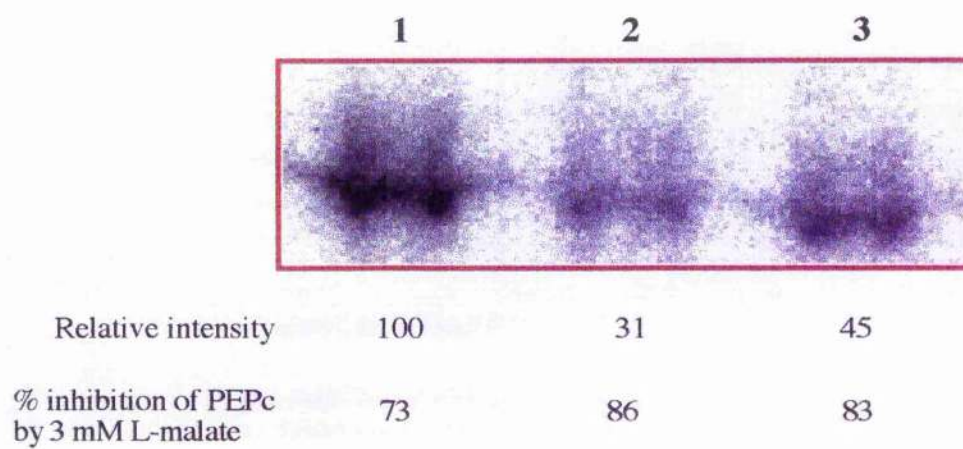 1 2 3
Relative intensity 100 31 45
% inhibition of PEPc
by 3 mM L-malate 73 86 83